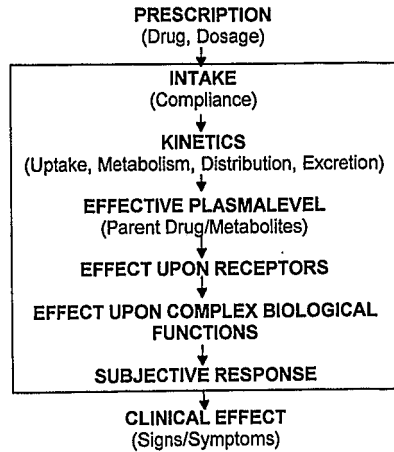 PRESCRIPTION
(Drug, Dosage)
INTAKE
(Compliance)
KINETICS
(Uptake, Metabolism, Distribution, Excretion)
EFFECTIVE PLASMALEVEL
(Parent Drug/Metabolites)
EFFECT UPON RECEPTORS
EFFECT UPON COMPLEX BIOLOGICAL
FUNCTIONS
SUBJECTIVE RESPONSE
CLINICAL EFFECT
(Signs/Symptoms)